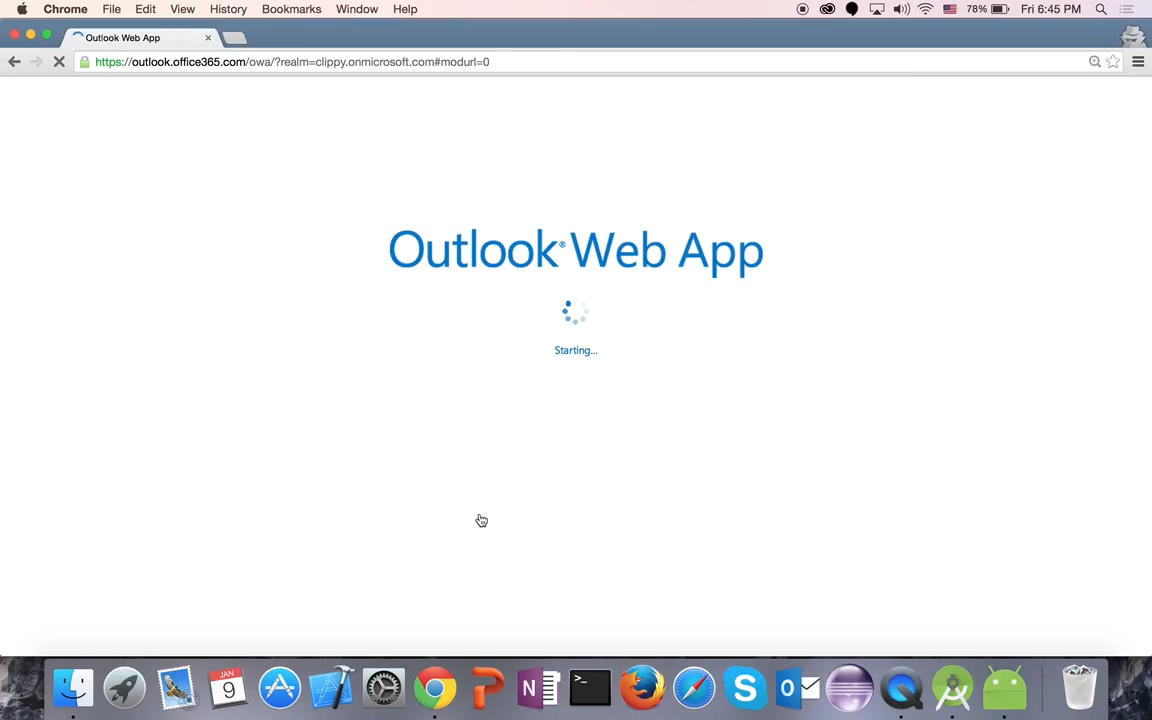 Chrome File Edit View History Bookmarks Window Help 78% Fri 6:45 PM
Outlook Web App
https://outlook.office365.com/owa/?realm=clippy.onmicrosoft.com#modurl=0
Outlook® Web App
Starting...
JAN
9